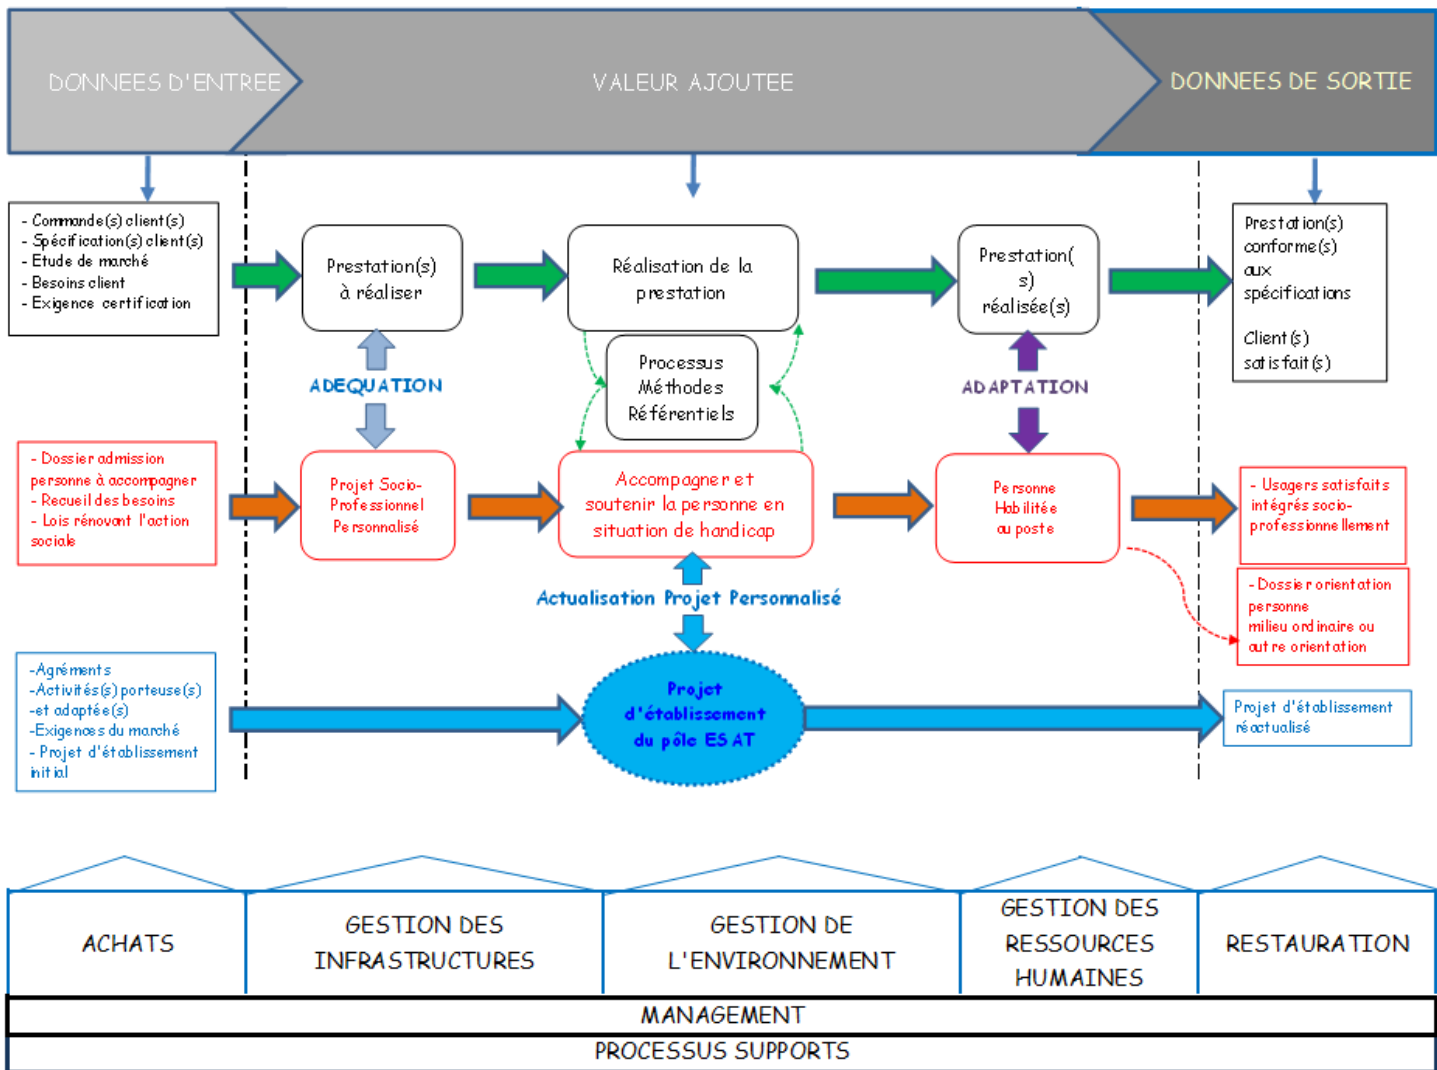 DONNEES D'ENTREE
VALEUR AJOUTEE
DONNEES DE SORTIE
- Commande(s) client(s)
- Spécification(s) client(s)
- Etude de marché
- Besoins client
- Exigence certification
Prestation(s)
à réaliser
Réalisation de la
prestation
Prestation(
s)
réalisée(s)
Prestation(s)
conforme(s)
aux
spécifications
Client(s)
satisfait(s)
ADEQUATION
Processus
Méthodes
Référentiels
ADAPTATION
- Dossier admission
personne à accompagner
- Recueil des besoins
- Lois rénovant l'action
sociale
Projet Socio-
Professionnel
Personnalisé
Accompagner et
soutenir la personne en
situation de handicap
Personne
Habilitée
au poste
- Usagers satisfaits
intégrés socio-
professionnellement
- Dossier orientation
personne
milieu ordinaire ou
autre orientation
Actualisation Projet Personnalisé
-Agréments
-Activités(s) porteuse(s)
-et adaptée(s)
-Exigences du marché
- Projet d'établissement
initial
Projet
d'établissement
du pôle ESAT
Projet d'établissement
réactualisé
ACHATS
GESTION DES
INFRASTRUCTURES
GESTION DE
L'ENVIRONNEMENT
GESTION DES
RESSOURCES
HUMAINES
RESTAURATION
MANAGEMENT
PROCESSUS SUPPORTS